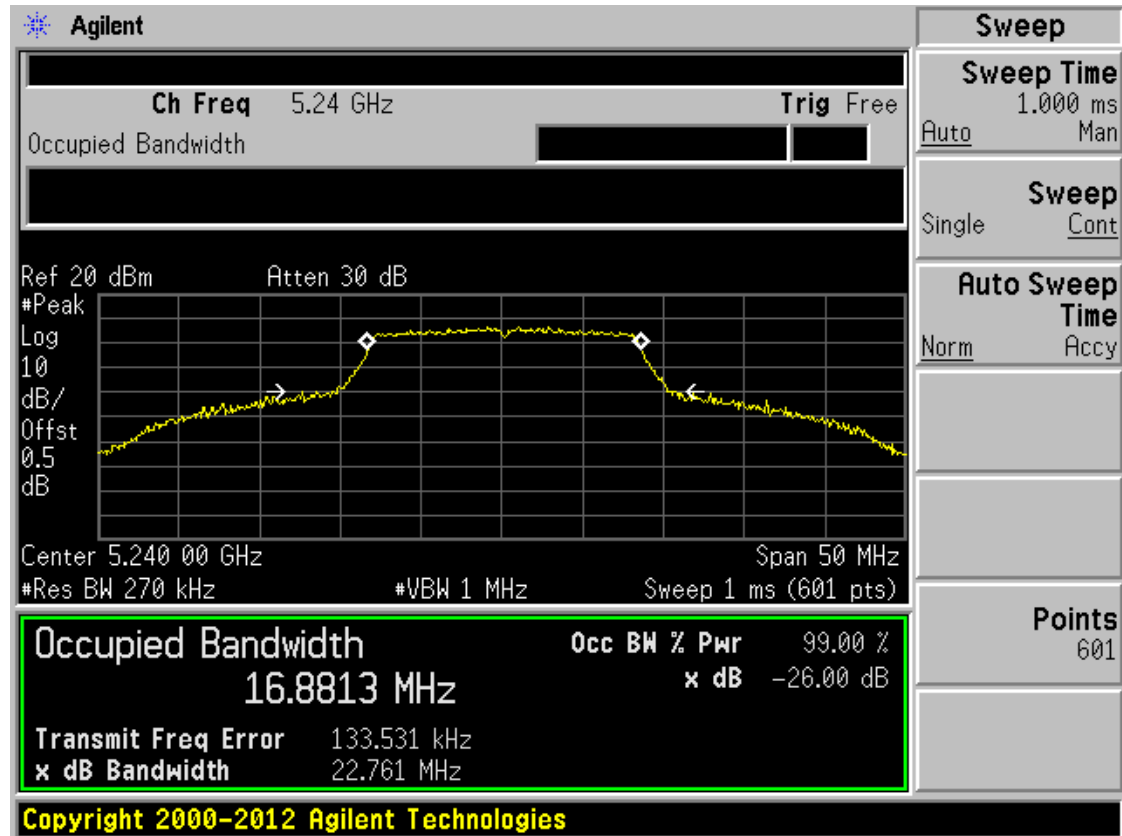 Agilent
Ch Freq 5.24 GHz Trig Free
Occupied Bandwidth
Ref 20 dBm Atten 30 dB
#Peak
Log
10
dB/
Offst
0.5
dB
Center 5.240 00 GHz Span 50 MHz
#Res BW 270 kHz #VBW 1 MHz Sweep 1 ms (601 pts)
Occupied Bandwidth
16.8813 MHz
Occ BW % Pwr 99.00 %
x dB -26.00 dB
Transmit Freq Error 133.531 kHz
x dB Bandwidth 22.761 MHz
Copyright 2000-2012 Agilent Technologies
Sweep
Sweep Time
1.000 ms
Auto Man
Sweep
Single Cont
Auto Sweep
Time
Norm Accy
Points
601